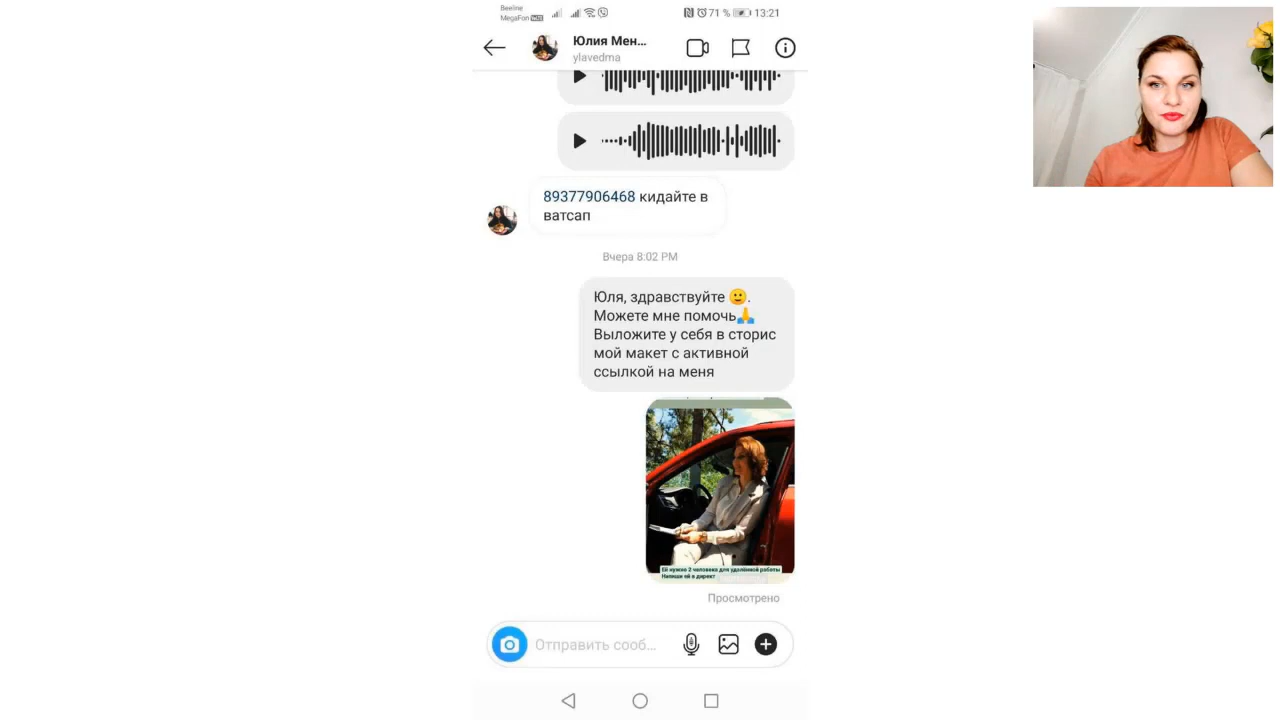 Beeline
MegaFon
71 %
13:21
Юлия Мен...
ylavedma
89377906468 кидайте в
ватсап
Вчера 8:02 PM
Юля, здравствуйте 🙂.
Можете мне помочь🙏
Выложите у себя в сторис
мой макет с активной
ссылкой на меня
Ей нужно 2 человека для удалённой работы
Напиши ей в директ
Просмотрено
Отправить сооб...